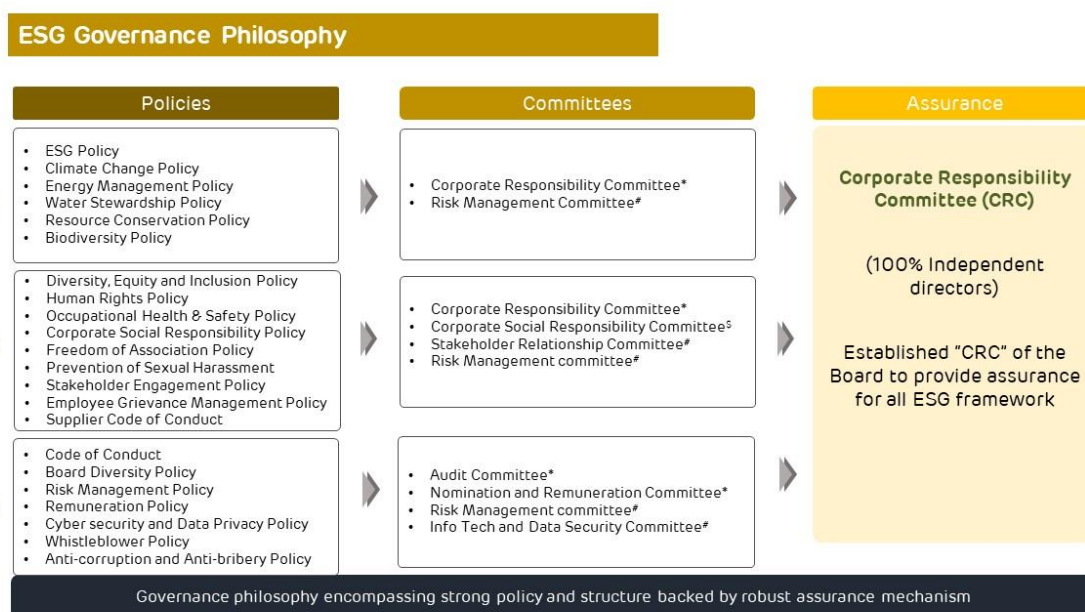 ESG Governance Philosophy
Policies
• ESG Policy
• Climate Change Policy
• Energy Management Policy
• Water Stewardship Policy
• Resource Conservation Policy
• Biodiversity Policy
• Diversity, Equity and Inclusion Policy
• Human Rights Policy
• Occupational Health & Safety Policy
• Corporate Social Responsibility Policy
• Freedom of Association Policy
• Prevention of Sexual Harassment
• Stakeholder Engagement Policy
• Employee Grievance Management Policy
• Supplier Code of Conduct
• Code of Conduct
• Board Diversity Policy
• Risk Management Policy
• Remuneration Policy
• Cyber security and Data Privacy Policy
• Whistleblower Policy
• Anti-corruption and Anti-bribery Policy
Committees
• Corporate Responsibility Committee*
• Risk Management Committee#
• Corporate Responsibility Committee*
• Corporate Social Responsibility Committee$
• Stakeholder Relationship Committee#
• Risk Management committee#
• Audit Committee*
• Nomination and Remuneration Committee*
• Risk Management committee#
• Info Tech and Data Security Committee#
Assurance
Corporate Responsibility
Committee (CRC)
(100% Independent
directors)
Established “CRC” of the
Board to provide assurance
for all ESG framework
Governance philosophy encompassing strong policy and structure backed by robust assurance mechanism